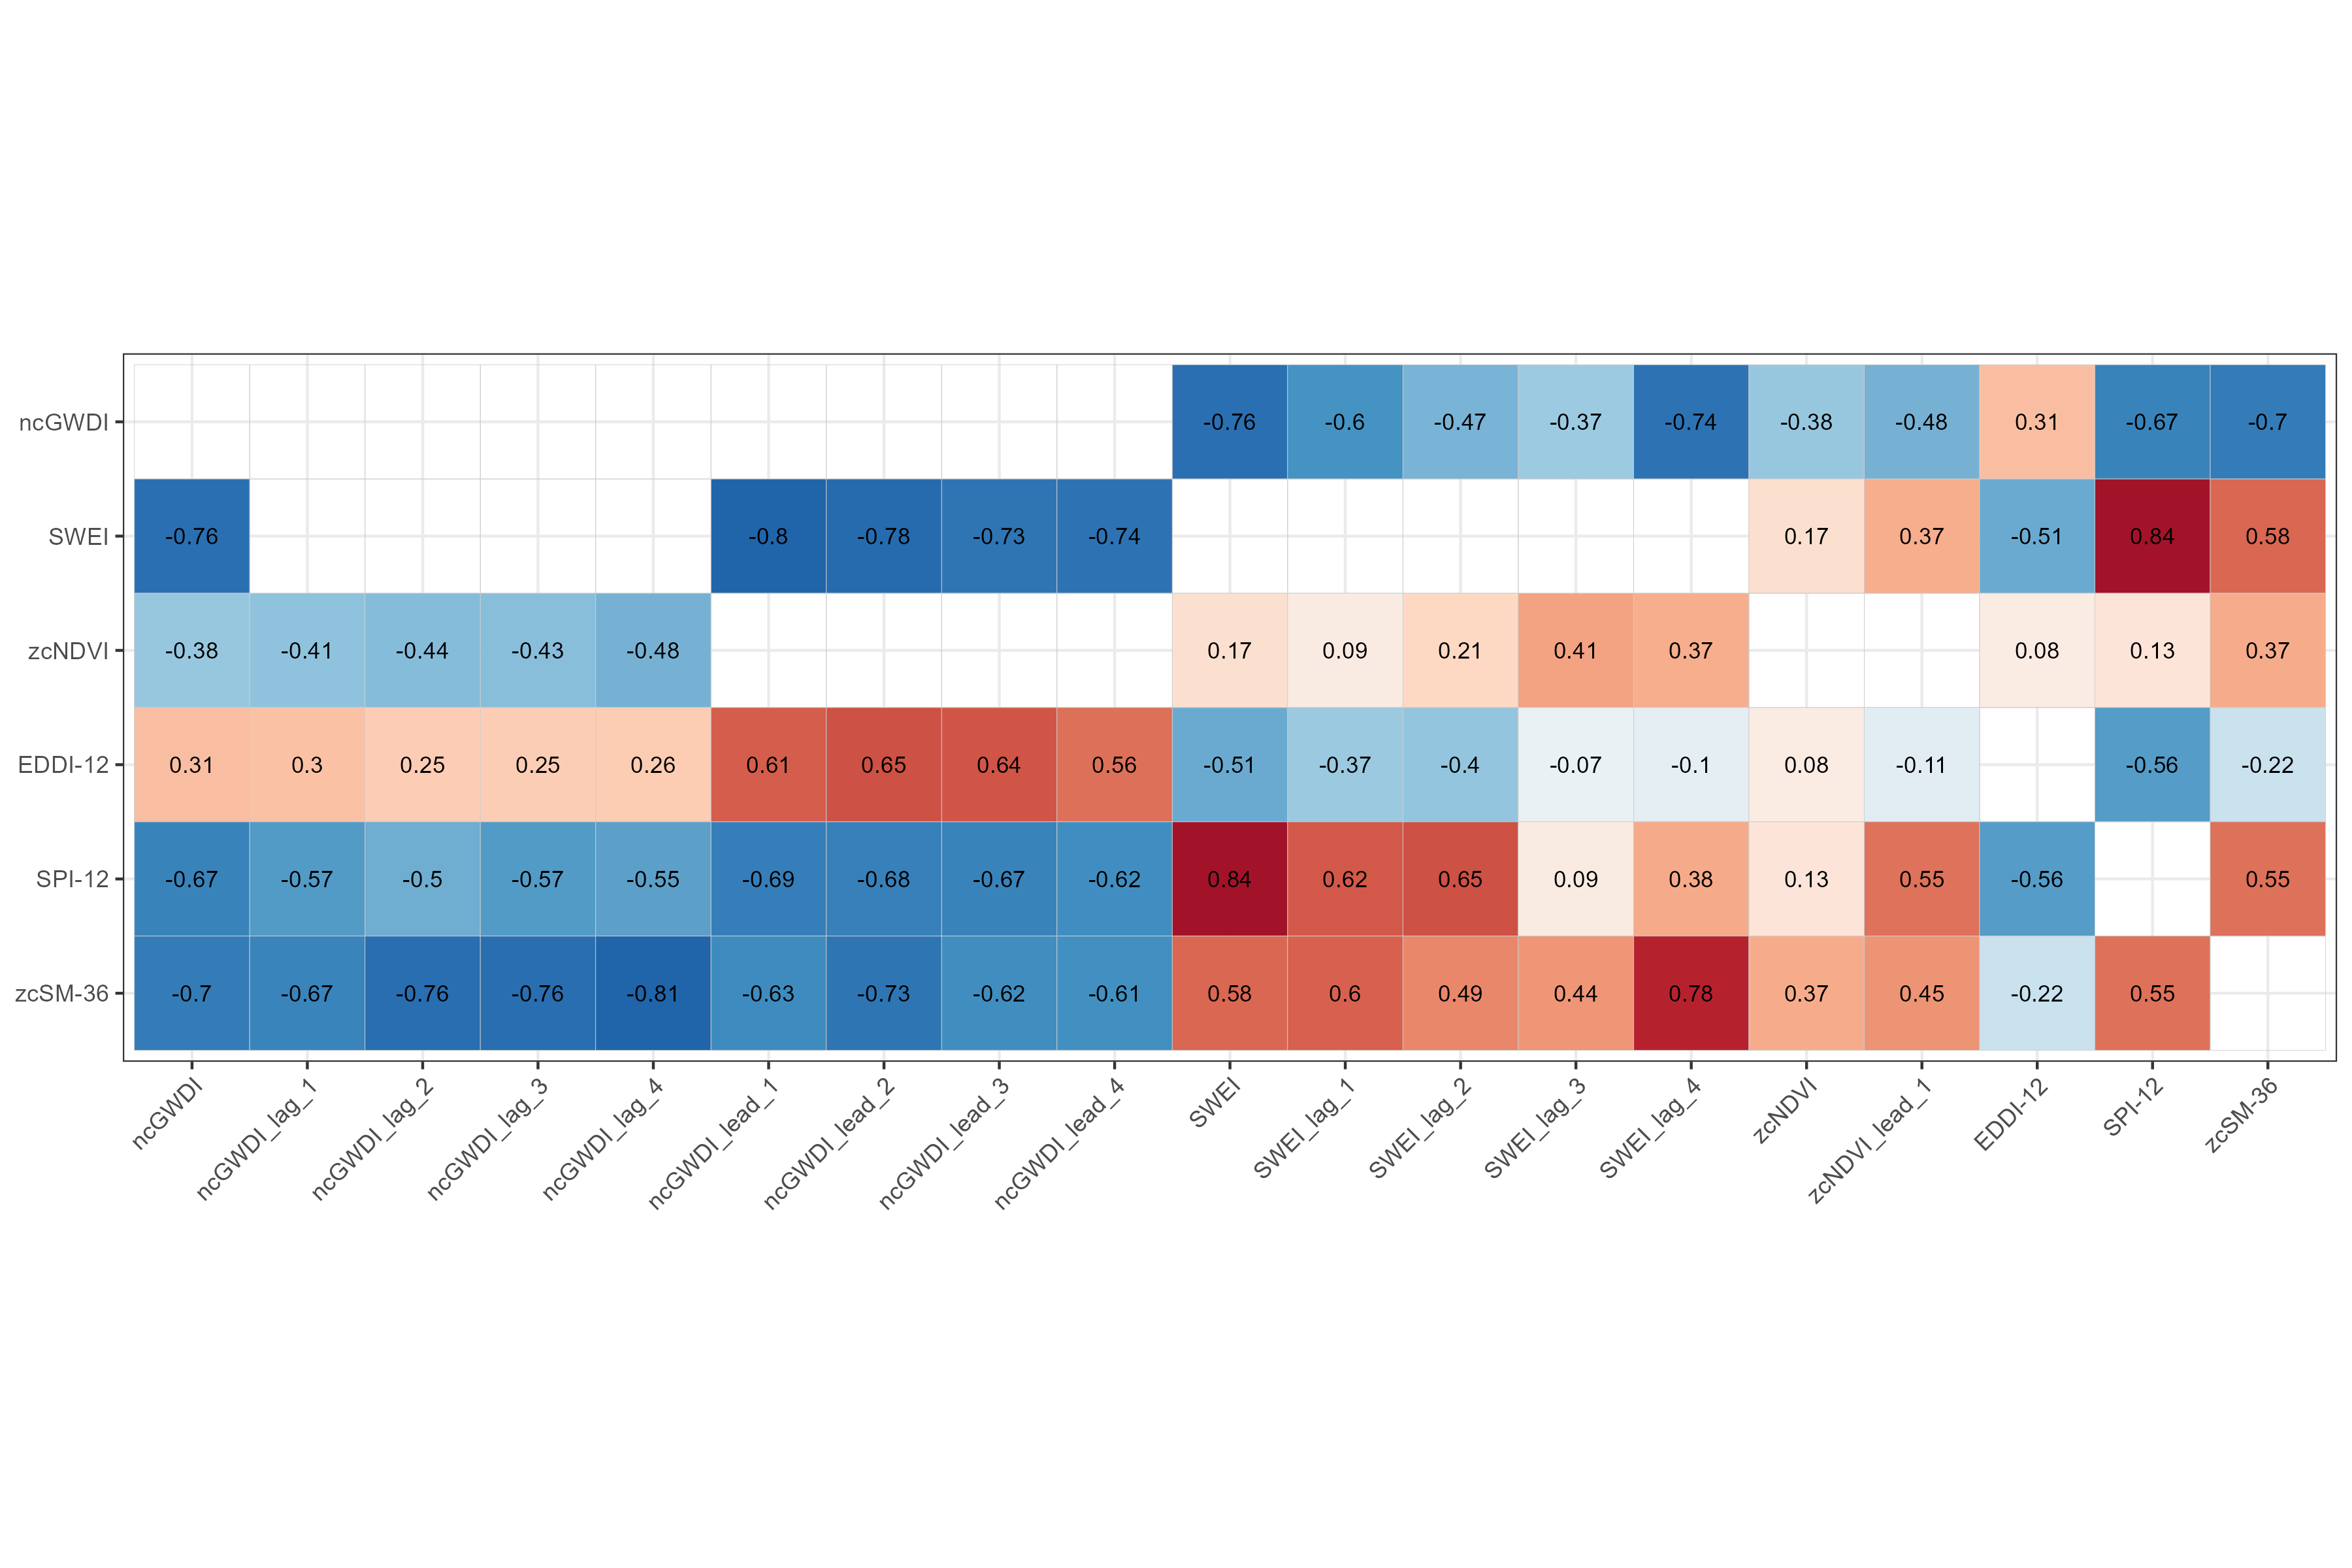 ncGWDI -0.76 -0.6 -0.47 -0.37 -0.74 -0.38 -0.48 0.31 -0.67 -0.7
SWEI -0.76 -0.8 -0.78 -0.73 -0.74 0.17 0.37 -0.51 0.84 0.58
zcNDVI -0.38 -0.41 -0.44 -0.43 -0.48 0.17 0.09 0.21 0.41 0.37 0.08 0.13 0.37
EDDI-12 0.31 0.3 0.25 0.25 0.26 0.61 0.65 0.64 0.56 -0.51 -0.37 -0.4 -0.07 -0.1 0.08 -0.11 -0.56 -0.22
SPI-12 -0.67 -0.57 -0.5 -0.57 -0.55 -0.69 -0.68 -0.67 -0.62 0.84 0.62 0.65 0.09 0.38 0.13 0.55 -0.56 0.55
zcSM-36 -0.7 -0.67 -0.76 -0.76 -0.81 -0.63 -0.73 -0.62 -0.61 0.58 0.6 0.49 0.44 0.78 0.37 0.45 -0.22 0.55
ncGWDI ncGWDI_lag_1 ncGWDI_lag_2 ncGWDI_lag_3 ncGWDI_lag_4 ncGWDI_lead_1 ncGWDI_lead_2 ncGWDI_lead_3 ncGWDI_lead_4 SWEI SWEI_lag_1 SWEI_lag_2 SWEI_lag_3 SWEI_lag_4 zcNDVI zcNDVI_lead_1 EDDI-12 SPI-12 zcSM-36